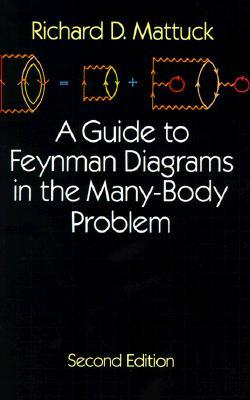 Richard D. Mattuck
A Guide to
Feynman Diagrams
in the Many-Body
Problem
Second Edition